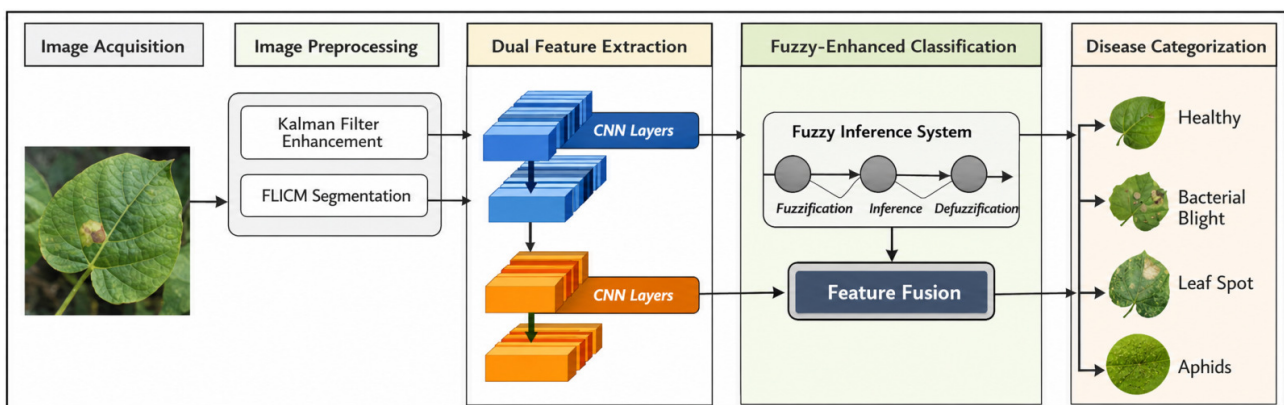 Image Acquisition
Image Preprocessing
Kalman Filter
Enhancement
FLICM Segmentation
Dual Feature Extraction
CNN Layers
CNN Layers
Fuzzy-Enhanced Classification
Fuzzy Inference System
Fuzzification
Inference
Defuzzification
Feature Fusion
Disease Categorization
Healthy
Bacterial
Blight
Leaf Spot
Aphids